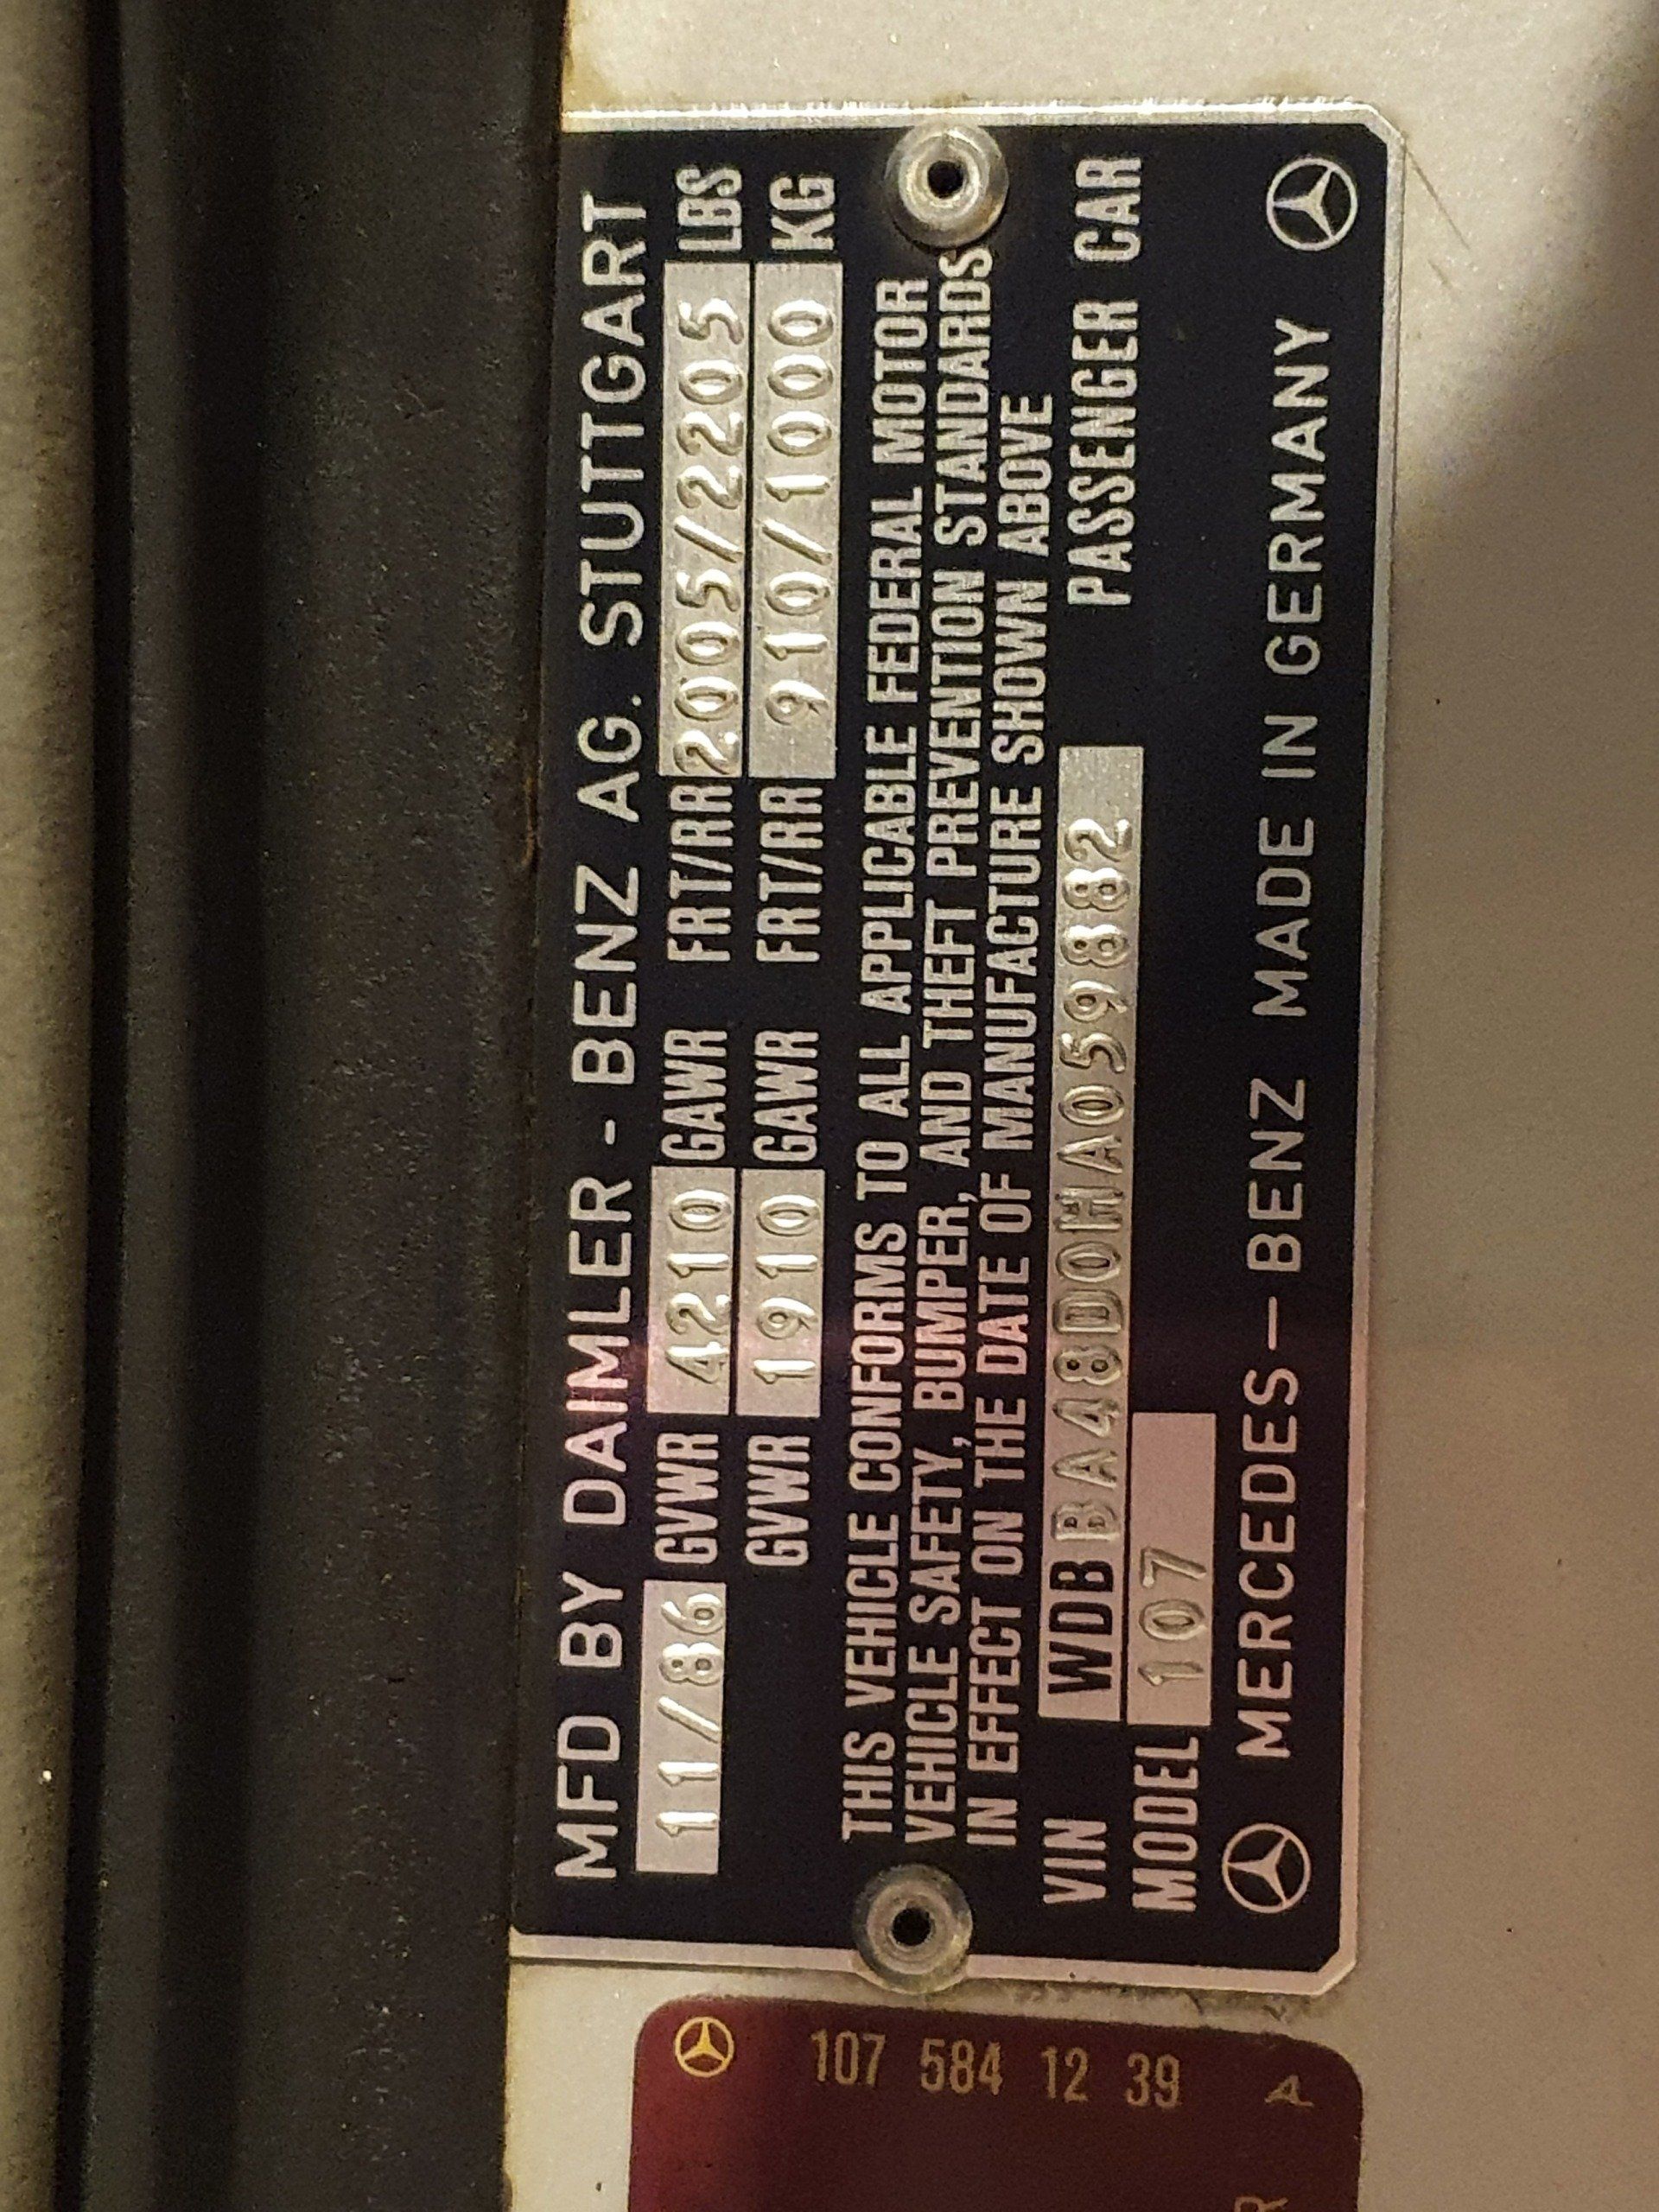 MFD BY DAIMLER - BENZ AG. STUTTGART
11/86 GVWR 4210 GAWR FRT/RR 2005/2205 LBS
GVWR 1910 GAWR FRT/RR 910/1000 KG
THIS VEHICLE CONFORMS TO ALL APPLICABLE FEDERAL MOTOR
VEHICLE SAFETY, BUMPER, AND THEFT PREVENTION STANDARDS
IN EFFECT ON THE DATE OF MANUFACTURE SHOWN ABOVE
VIN WDBBA48D0HA059882 PASSENGER CAR
MODEL 107
MERCEDES-BENZ MADE IN GERMANY
107 584 12 39 A